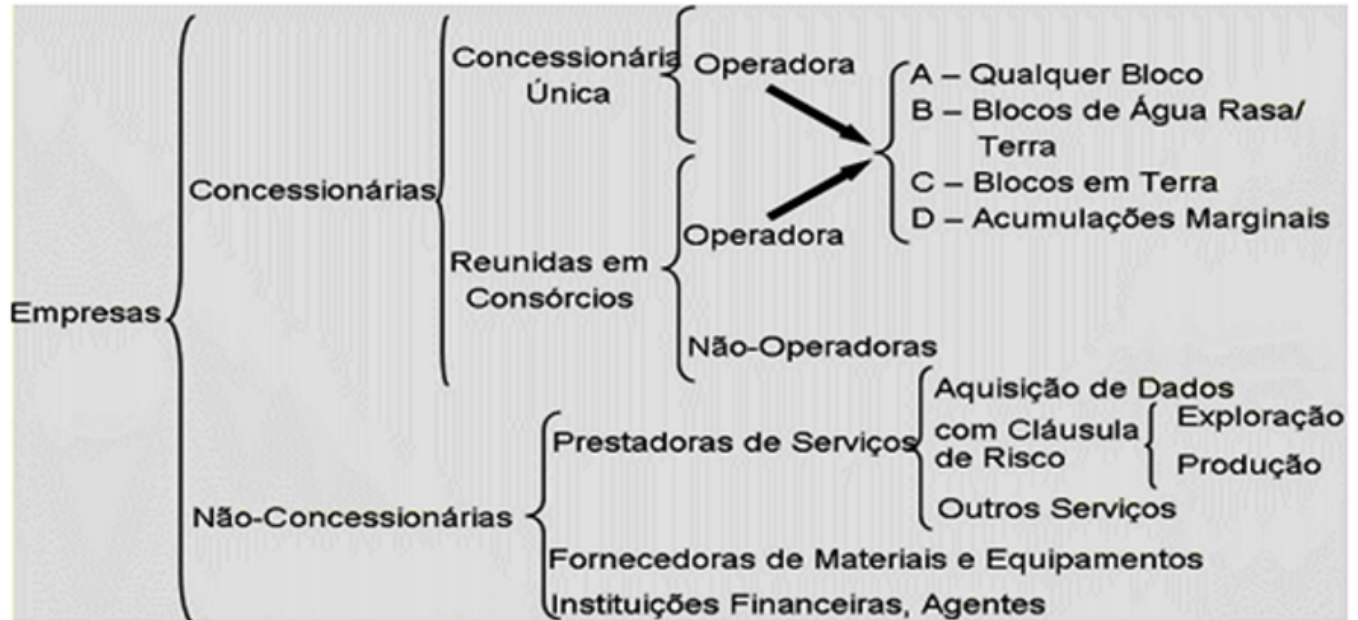 Empresas
Concessionárias
Concessionária
Única
Operadora
A – Qualquer Bloco
B – Blocos de Água Rasa/
Terra
C – Blocos em Terra
D – Acumulações Marginais
Reunidas em
Consórcios
Operadora
Não-Operadoras
Não-Concessionárias
Prestadoras de Serviços
Aquisição de Dados
com Cláusula
de Risco
Exploração
Produção
Outros Serviços
Fornecedoras de Materiais e Equipamentos
Instituições Financeiras, Agentes